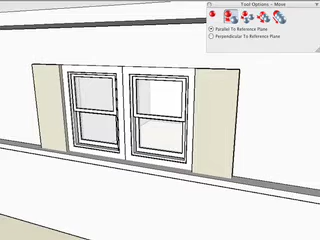 Tool Options – Move
Parallel To Reference Plane
Perpendicular To Reference Plane